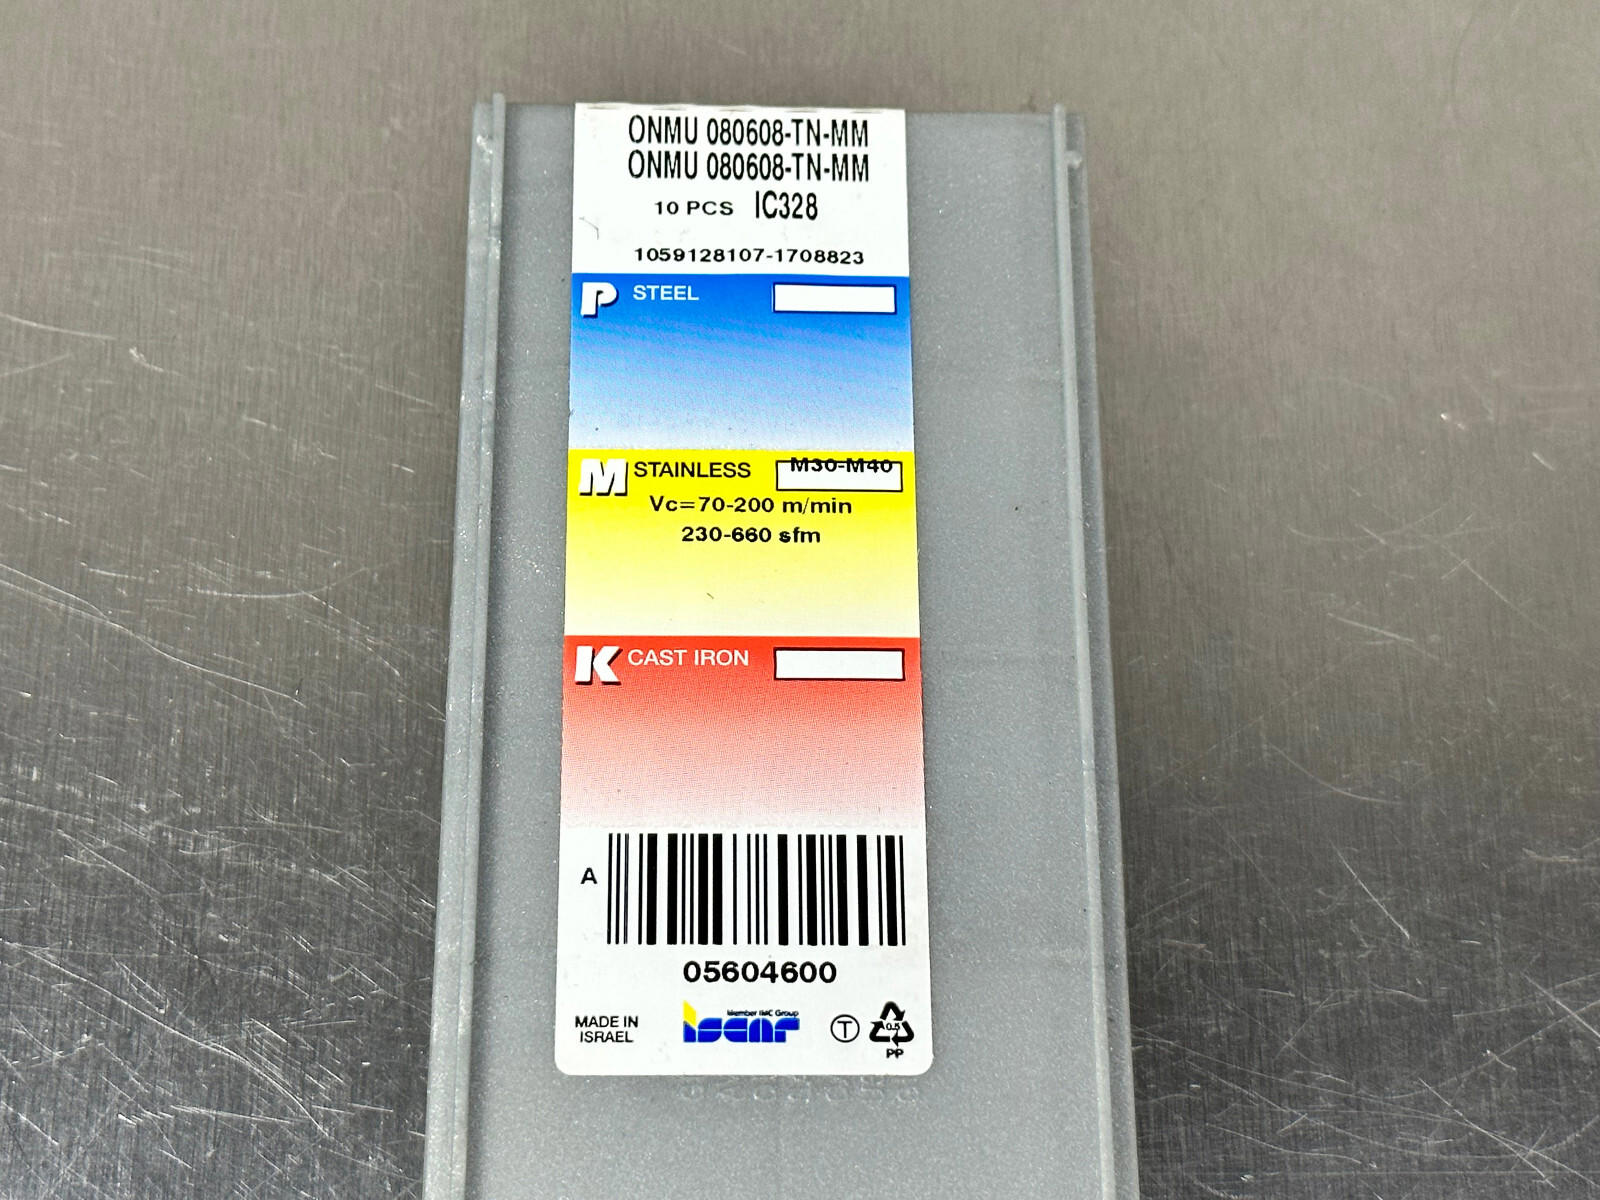 ONMU 080608-TN-MM
ONMU 080608-TN-MM
10 PCS IC328
1059128107-1708823
P STEEL
M STAINLESS M30-M40
Vc=70-200 m/min
230-660 sfm
K CAST IRON
A
05604600
MADE IN
ISRAEL
Member IMC Group
iscar
T
PP